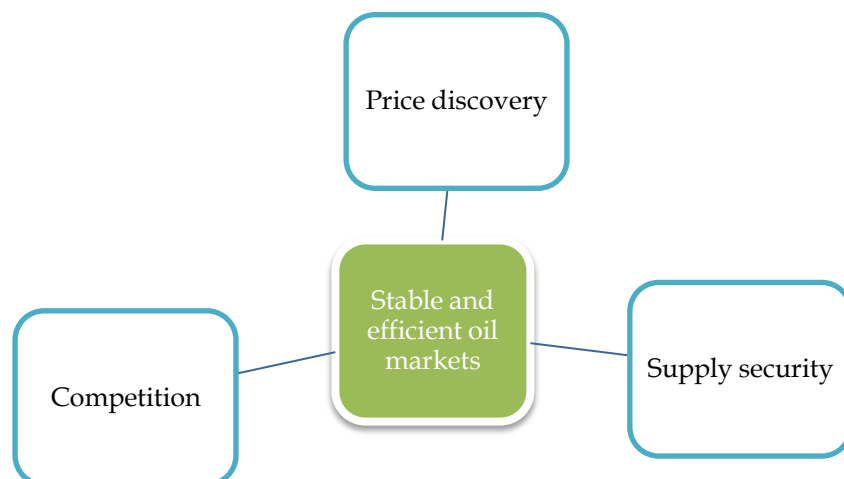 Price discovery
Stable and
efficient oil
markets
Supply security
Competition